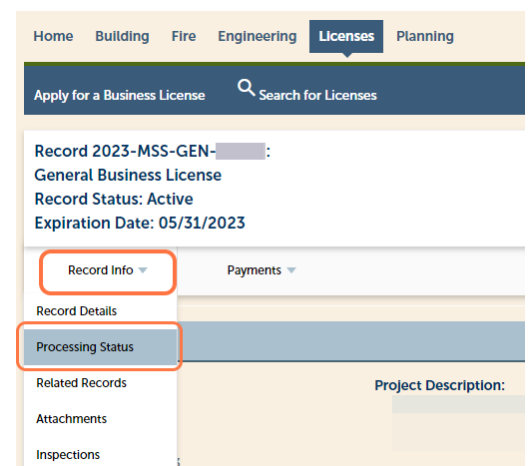 Home Building Fire Engineering Licenses Planning
Apply for a Business License Search for Licenses
Record 2023-MSS-GEN- :
General Business License
Record Status: Active
Expiration Date: 05/31/2023
Record Info Payments
Record Details
Processing Status
Related Records
Project Description:
Attachments
Inspections